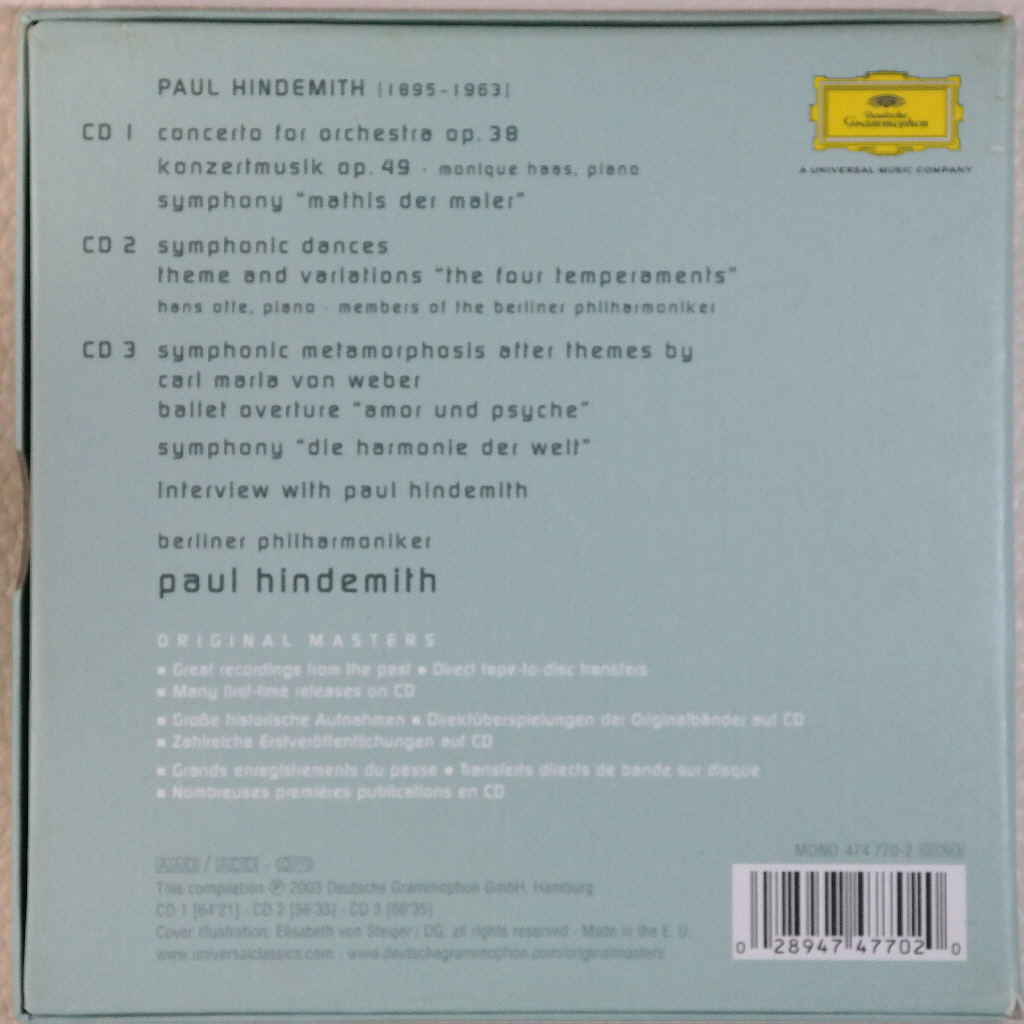 PAUL HINDEMITH [1895-1963]
Deutsche
Grammophon
A UNIVERSAL MUSIC COMPANY
CD 1 concerto for orchestra op. 38
konzertmusik op. 49 · monique haas, piano
symphony "mathis der maler"
CD 2 symphonic dances
theme and variations "the four temperaments"
hans otte, piano · members of the berliner philharmoniker
CD 3 symphonic metamorphosis after themes by
carl maria von weber
ballet overture "amor und psyche"
symphony "die harmonie der welt"
interview with paul hindemith
berliner philharmoniker
paul hindemith
ORIGINAL MASTERS
▪ Great recordings from the past ▪ Direct tape-to-disc transfers
▪ Many first-time releases on CD
▪ Große historische Aufnahmen ▪ Direktüberspielungen der Originalbänder auf CD
▪ Zahlreiche Erstveröffentlichungen auf CD
▪ Grands enregistrements du passe ▪ Transferts directs de bande sur disque
▪ Nombreuses premières publications en CD
MONO 474 770-2
This compilation ℗ 2003 Deutsche Grammophon GmbH, Hamburg
CD 1 [64'21] · CD 2 [56'33] · CD 3 [66'35]
Cover Illustration: Elisabeth von Steiger / DG, all rights reserved · Made in the E. U.
www.universalclassics.com · www.deutschegrammophon.com/originalmasters
0 28947 47702 0